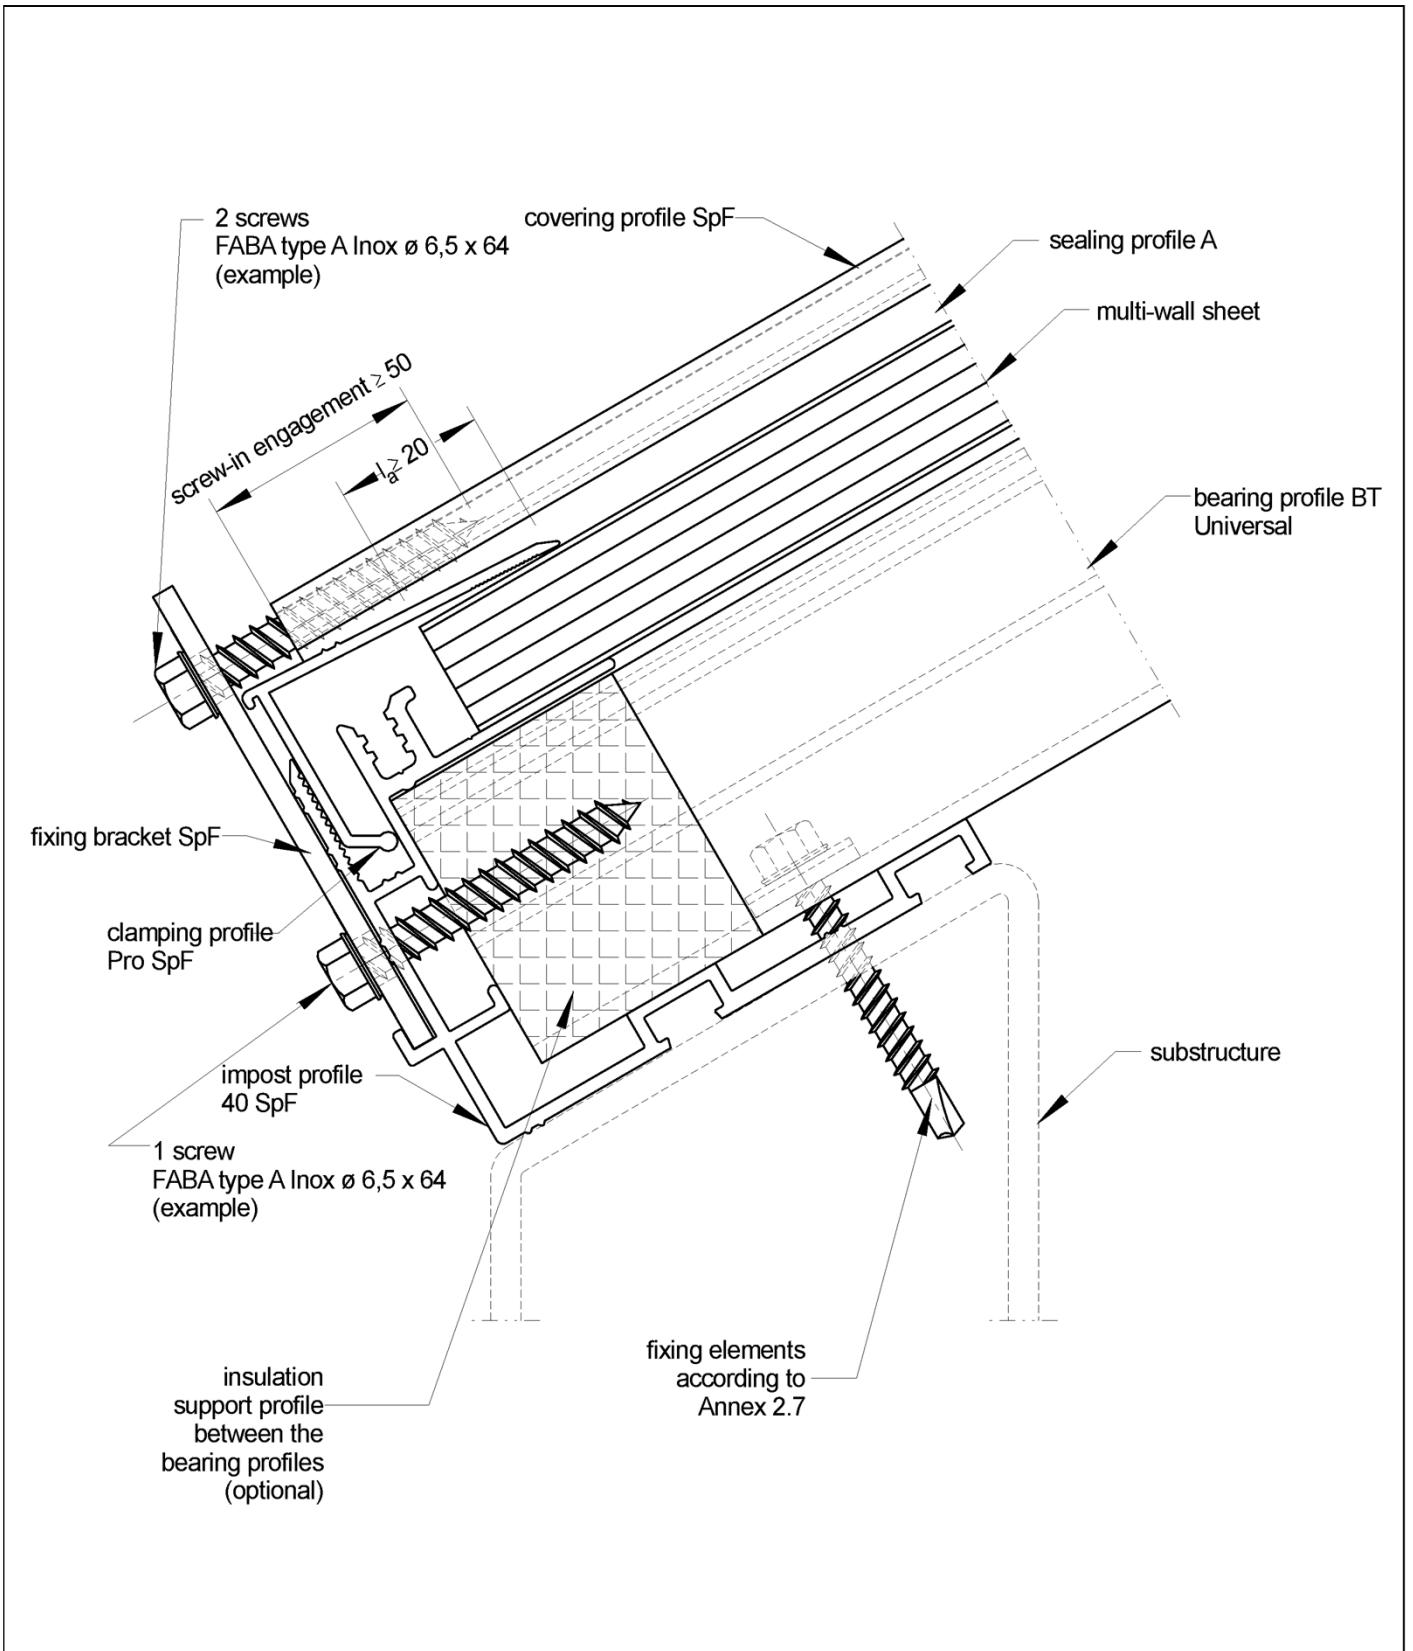 2 screws
FABA type A Inox ø 6,5 x 64
(example)
covering profile SpF
sealing profile A
multi-wall sheet
screw-in engagement ≥ 50
la ≥ 20
bearing profile BT
Universal
fixing bracket SpF
clamping profile
Pro SpF
impost profile
40 SpF
substructure
1 screw
FABA type A Inox ø 6,5 x 64
(example)
insulation
support profile
between the
bearing profiles
(optional)
fixing elements
according to
Annex 2.7